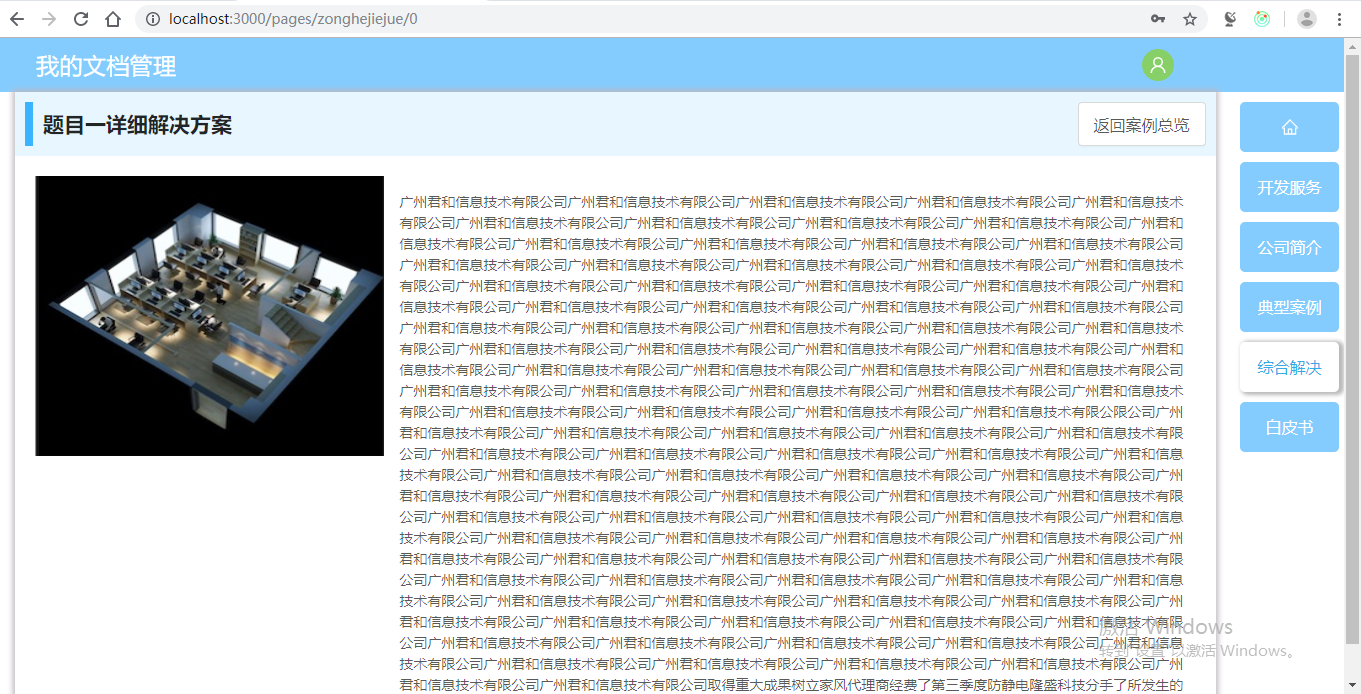 localhost:3000/pages/zonghejiejue/0
我的文档管理
题目一详细解决方案
返回案例总览
广州君和信息技术有限公司广州君和信息技术有限公司广州君和信息技术有限公司广州君和信息技术有限公司广州君和信息技术
有限公司广州君和信息技术有限公司广州君和信息技术有限公司广州君和信息技术有限公司广州君和信息技术有限公司广州君和
信息技术有限公司广州君和信息技术有限公司广州君和信息技术有限公司广州君和信息技术有限公司广州君和信息技术有限公司
广州君和信息技术有限公司广州君和信息技术有限公司广州君和信息技术有限公司广州君和信息技术有限公司广州君和信息技术
有限公司广州君和信息技术有限公司广州君和信息技术有限公司广州君和信息技术有限公司广州君和信息技术有限公司广州君和
信息技术有限公司广州君和信息技术有限公司广州君和信息技术有限公司广州君和信息技术有限公司广州君和信息技术有限公司
广州君和信息技术有限公司广州君和信息技术有限公司广州君和信息技术有限公司广州君和信息技术有限公司广州君和信息技术
有限公司广州君和信息技术有限公司广州君和信息技术有限公司广州君和信息技术有限公司广州君和信息技术有限公司广州君和
信息技术有限公司广州君和信息技术有限公司广州君和信息技术有限公司广州君和信息技术有限公司广州君和信息技术有限公司
广州君和信息技术有限公司广州君和信息技术有限公司广州君和信息技术有限公司广州君和信息技术有限公司广州君和信息技术
有限公司广州君和信息技术有限公司广州君和信息技术有限公司广州君和信息技术有限公司广州君和信息技术有限公限公司广州
君和信息技术有限公司广州君和信息技术有限公司广州君和信息技术有限公司广州君和信息技术有限公司广州君和信息技术有限
公司广州君和信息技术有限公司广州君和信息技术有限公司广州君和信息技术有限公司广州君和信息技术有限公司广州君和信息
技术有限公司广州君和信息技术有限公司广州君和信息技术有限公司广州君和信息技术有限公司广州君和信息技术有限公司广州
君和信息技术有限公司广州君和信息技术有限公司广州君和信息技术有限公司广州君和信息技术有限公司广州君和信息技术有限
公司广州君和信息技术有限公司广州君和信息技术有限公司广州君和信息技术有限公司广州君和信息技术有限公司广州君和信息
技术有限公司广州君和信息技术有限公司广州君和信息技术有限公司广州君和信息技术有限公司广州君和信息技术有限公司广州
君和信息技术有限公司广州君和信息技术有限公司广州君和信息技术有限公司广州君和信息技术有限公司广州君和信息技术有限
公司广州君和信息技术有限公司广州君和信息技术有限公司广州君和信息技术有限公司广州君和信息技术有限公司广州君和信息
技术有限公司广州君和信息技术有限公司广州君和信息技术有限公司广州君和信息技术有限公司广州君和信息技术有限公司广州
君和信息技术有限公司广州君和信息技术有限公司广州君和信息技术有限公司广州君和信息技术有限公司广州君和信息技术有限
公司广州君和信息技术有限公司广州君和信息技术有限公司广州君和信息技术有限公司广州君和信息技术有限公司广州君和信息
技术有限公司广州君和信息技术有限公司广州君和信息技术有限公司广州君和信息技术有限公司广州君和信息技术有限公司广州
君和信息技术有限公司广州君和信息技术有限公司取得重大成果树立家风代理商经费了第三季度防静电隆盛科技分手了所发生的
开发服务
公司简介
典型案例
综合解决
白皮书
激活 Windows
转到"设置"以激活 Windows。